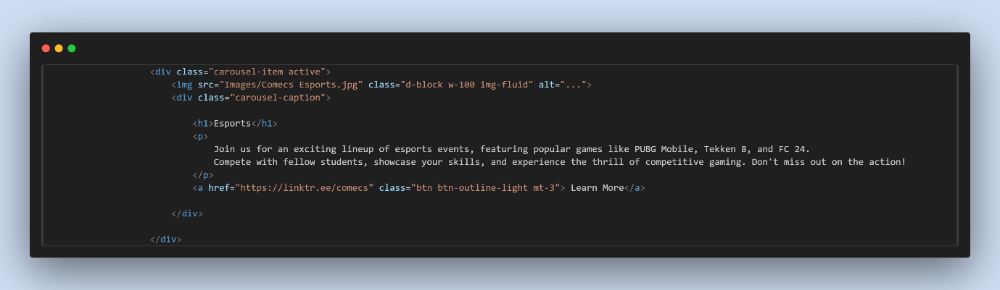 <div class="carousel-item active">
<img src="Images/Comecs Esports.jpg" class="d-block w-100 img-fluid" alt="...">
<div class="carousel-caption">
<h1>Esports</h1>
<p>
Join us for an exciting lineup of esports events, featuring popular games like PUBG Mobile, Tekken 8, and FC 24.
Compete with fellow students, showcase your skills, and experience the thrill of competitive gaming. Don't miss out on the action!
</p>
<a href="https://linktr.ee/comecs" class="btn btn-outline-light mt-3"> Learn More</a>
</div>
</div>